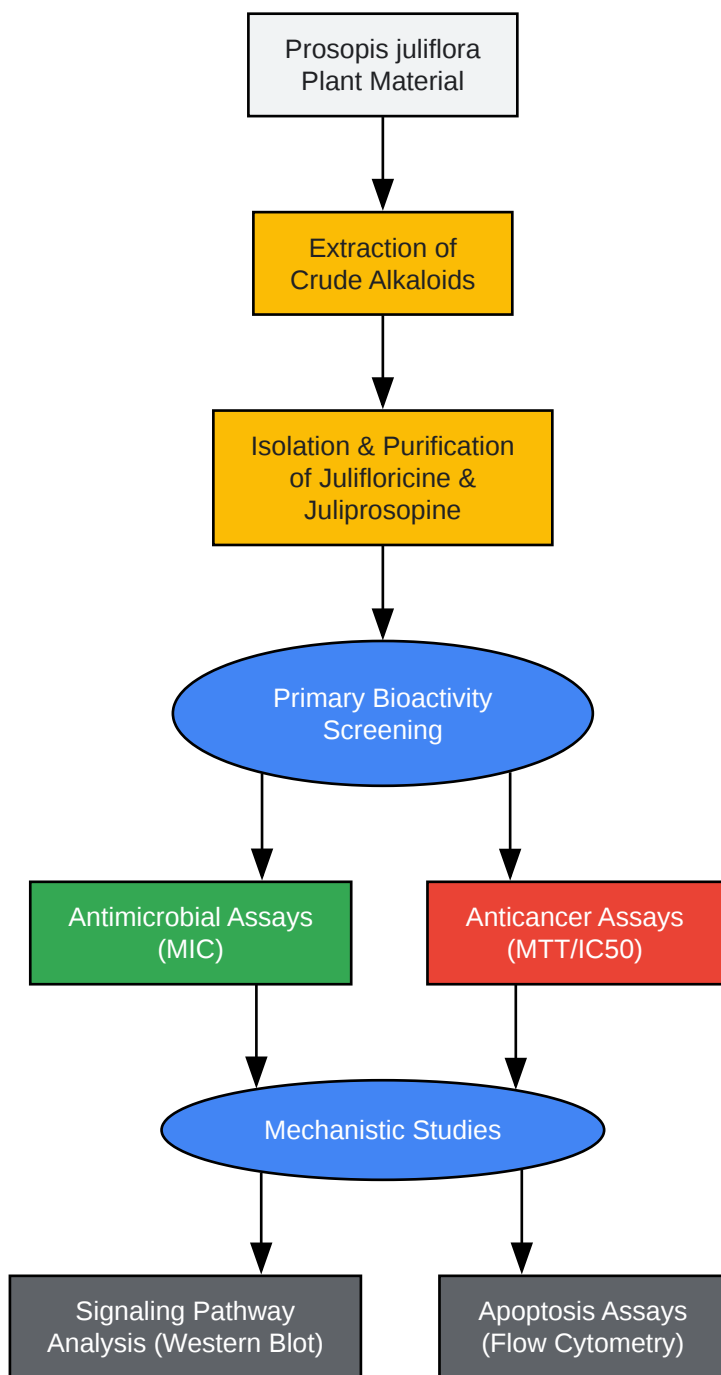 Prosopis juliflora
Plant Material
Extraction of
Crude Alkaloids
Isolation & Purification
of Julifloricine &
Juliprosopine
Primary Bioactivity
Screening
Antimicrobial Assays
(MIC)
Anticancer Assays
(MTT/IC50)
Mechanistic Studies
Signaling Pathway
Analysis (Western Blot)
Apoptosis Assays
(Flow Cytometry)